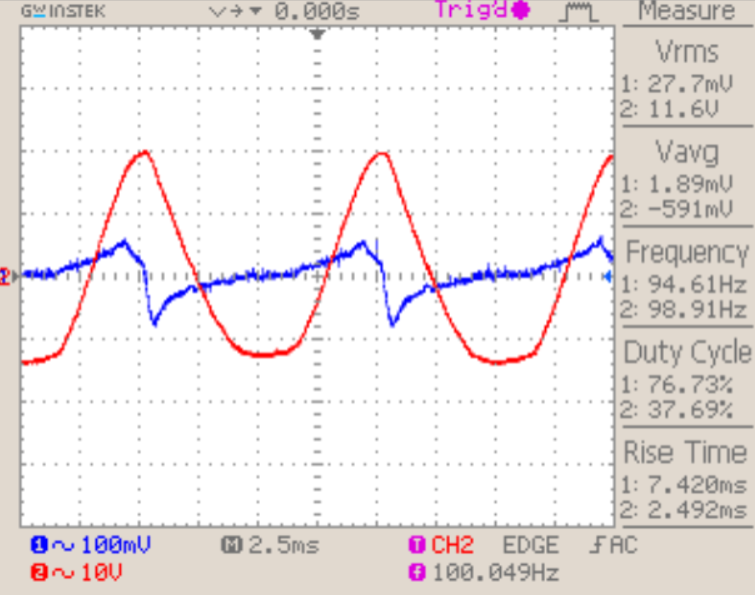 GWINSTEK 0.000s Trig'd Measure
Vrms
1: 27.7mV
2: 11.6V
Vavg
1: 1.89mV
2: -591mV
Frequency
1: 94.61Hz
2: 98.91Hz
Duty Cycle
1: 76.73%
2: 37.69%
Rise Time
1: 7.420ms
2: 2.492ms
1 ~ 100mV M 2.5ms T CH2 EDGE AC
2 ~ 10V f 100.049Hz